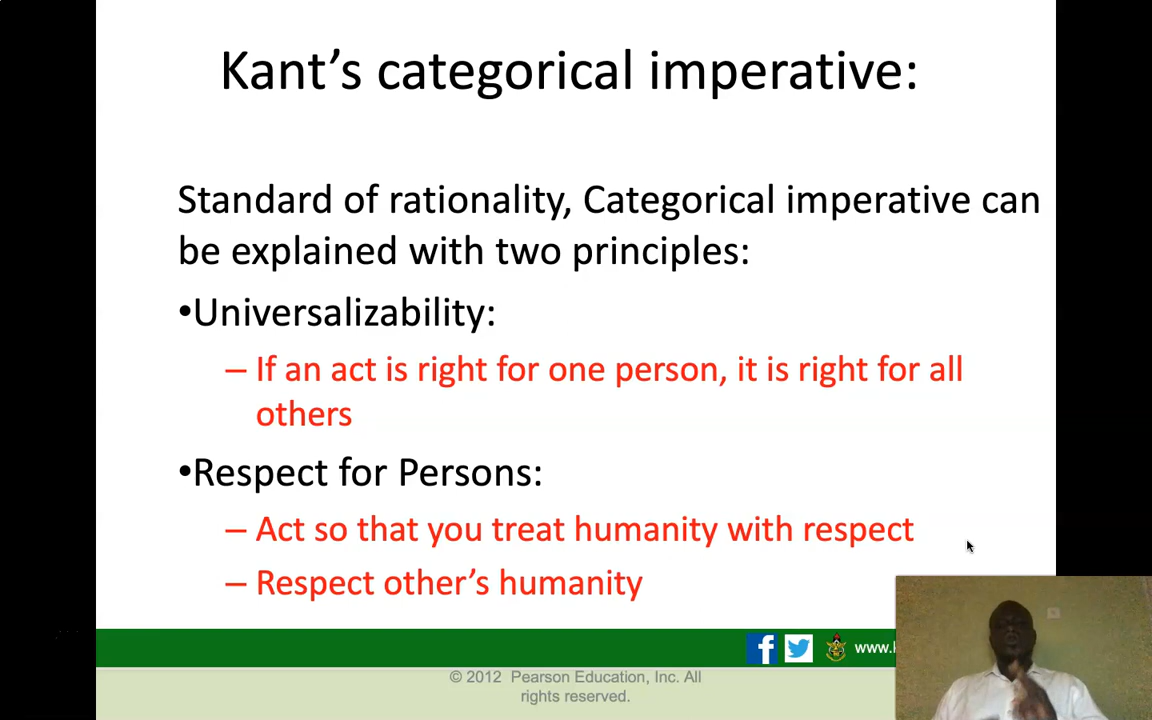 Kant’s categorical imperative:
Standard of rationality, Categorical imperative can
be explained with two principles:
•Universalizability:
– If an act is right for one person, it is right for all
others
•Respect for Persons:
– Act so that you treat humanity with respect
– Respect other’s humanity
www.
© 2012 Pearson Education, Inc. All
rights reserved.